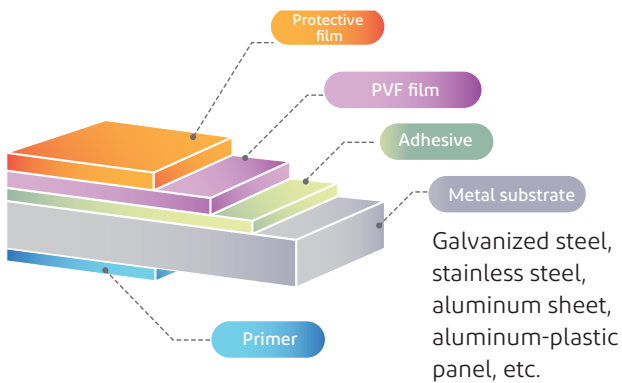 Protective
film
PVF film
Adhesive
Metal substrate
Galvanized steel,
stainless steel,
aluminum sheet,
aluminum-plastic
panel, etc.
Primer